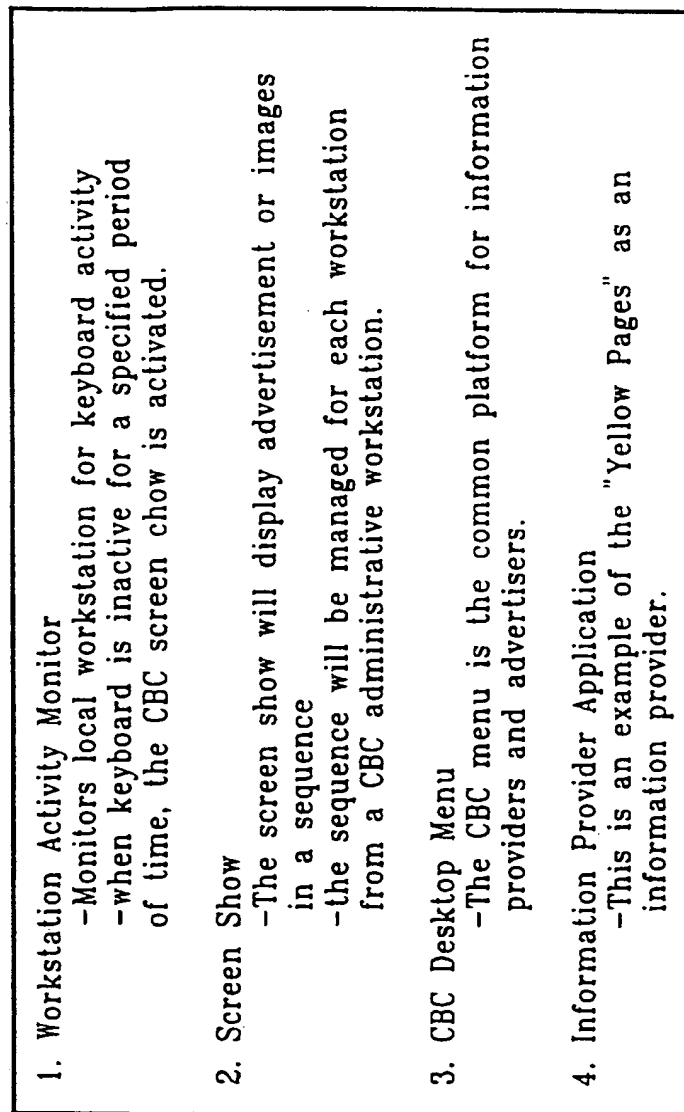 1. Workstation Activity Monitor
-Monitors local workstation for keyboard activity
-when keyboard is inactive for a specified period
of time, the CBC screen chow is activated.
2. Screen Show
-The screen show will display advertisement or images
in a sequence
-the sequence will be managed for each workstation
from a CBC administrative workstation.
3. CBC Desktop Menu
-The CBC menu is the common platform for information
providers and advertisers.
4. Information Provider Application
-This is an example of the "Yellow Pages" as an
information provider.